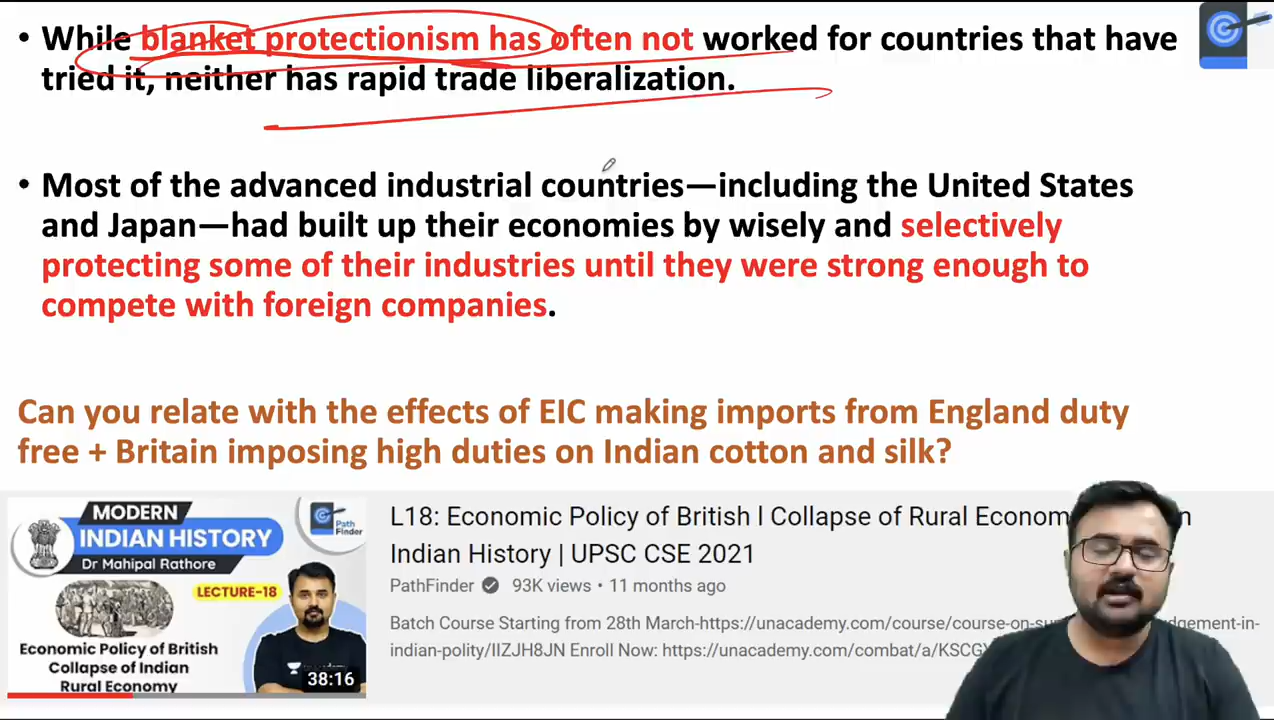 • While blanket protectionism has often not worked for countries that have
tried it, neither has rapid trade liberalization.
• Most of the advanced industrial countries—including the United States
and Japan—had built up their economies by wisely and selectively
protecting some of their industries until they were strong enough to
compete with foreign companies.
Can you relate with the effects of EIC making imports from England duty
free + Britain imposing high duties on Indian cotton and silk?
MODERN
INDIAN HISTORY
Dr Mahipal Rathore
Path
Finder
LECTURE-18
Economic Policy of British
Collapse of Indian
Rural Economy
38:16
L18: Economic Policy of British l Collapse of Rural
Indian History | UPSC CSE 2021
PathFinder
93K views • 11 months ago
Batch Course Starting from 28th March-https://unacademy.com/course/course-on-
indian-polity/IIZJH8JN Enroll Now: https://unacademy.com/combat/a/